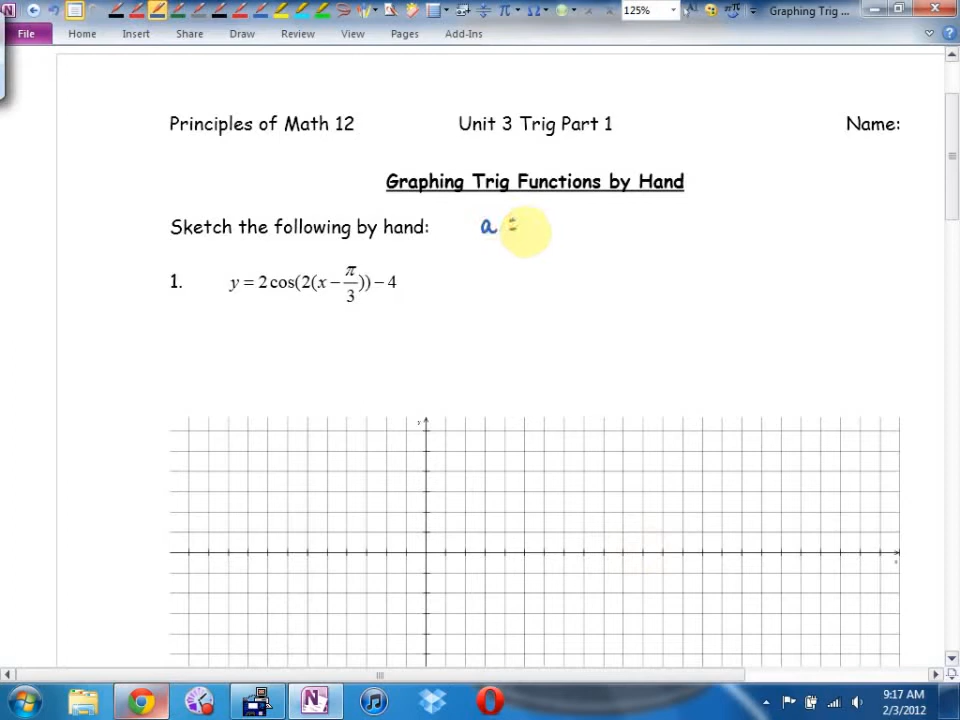 125% Graphing Trig ...
File Home Insert Share Draw Review View Pages Add-Ins
Principles of Math 12 Unit 3 Trig Part 1 Name:
Graphing Trig Functions by Hand
Sketch the following by hand: a =
1. y = 2cos(2(x − π/3)) − 4
y
x
9:17 AM
2/3/2012